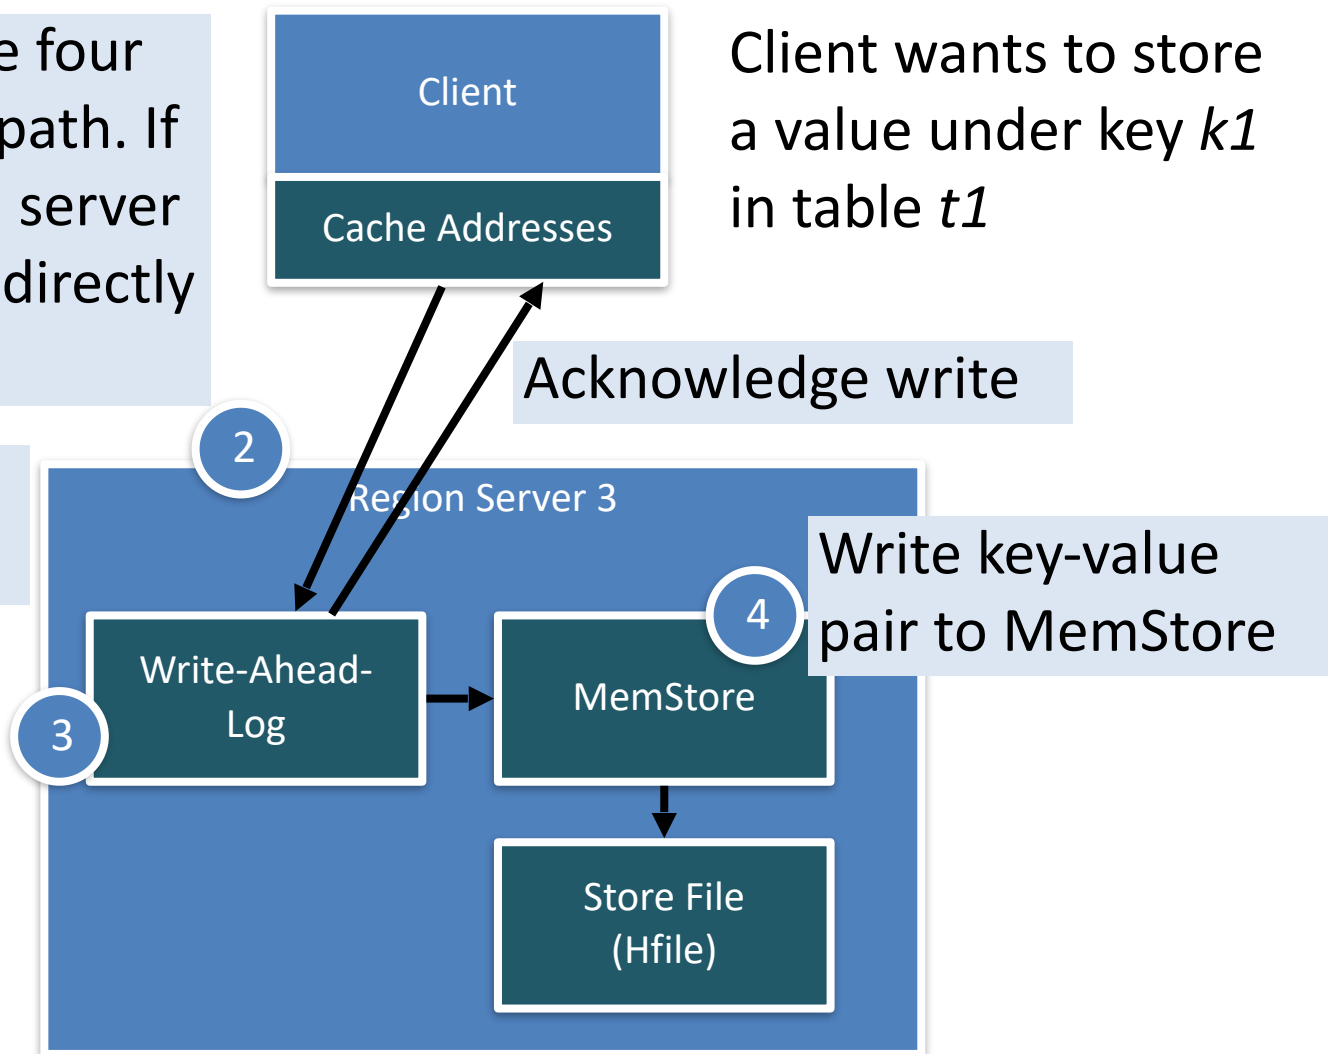 e four
path. If
server
directly
Client
Cache Addresses
Client wants to store
a value under key k1
in table t1
Acknowledge write
2
Region Server 3
Write key-value
pair to MemStore
4
Write-Ahead-
Log
3
MemStore
Store File
(Hfile)